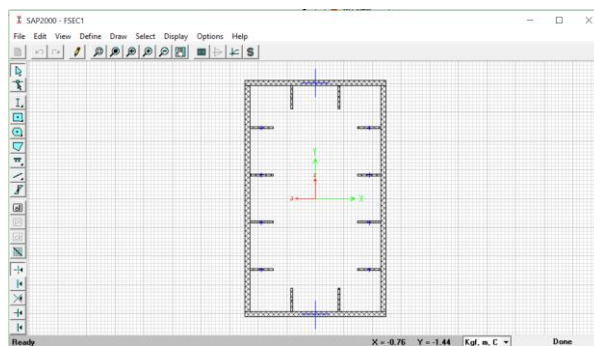 SAP2000 - FSEC1
File Edit View Define Draw Select Display Options Help
Y
X
Ready X = -0.76 Y = -1.44 Kgf, m, C Done